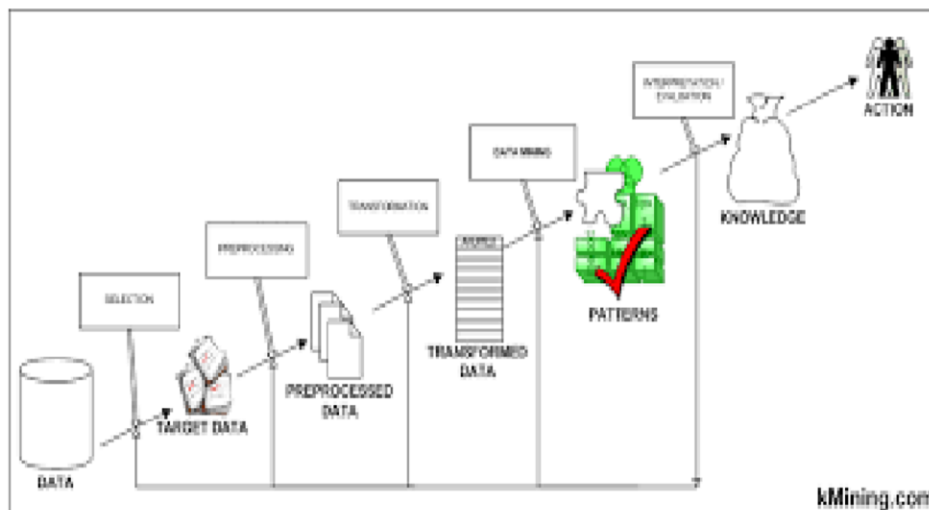 INTERPRETATION /
EVALUATION
ACTION
DATA MINING
KNOWLEDGE
TRANSFORMATION
PATTERNS
PREPROCESSING
TRANSFORMED
DATA
SELECTION
PREPROCESSED
DATA
TARGET DATA
DATA
kMining.com